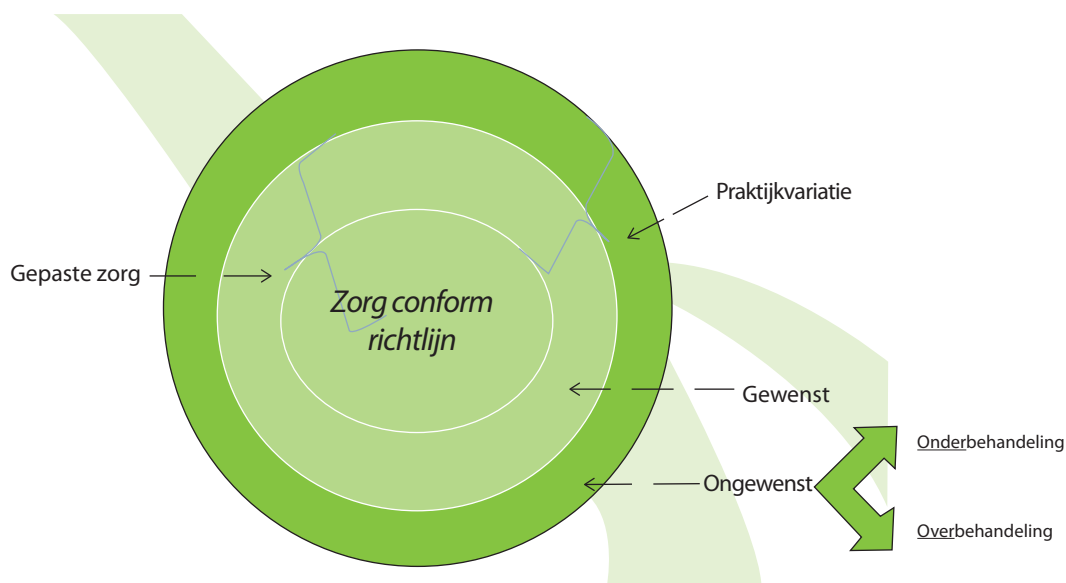 Praktijkvariatie
Gepaste zorg
Zorg conform
richtlijn
Gewenst
Onderbehandeling
Ongewenst
Overbehandeling